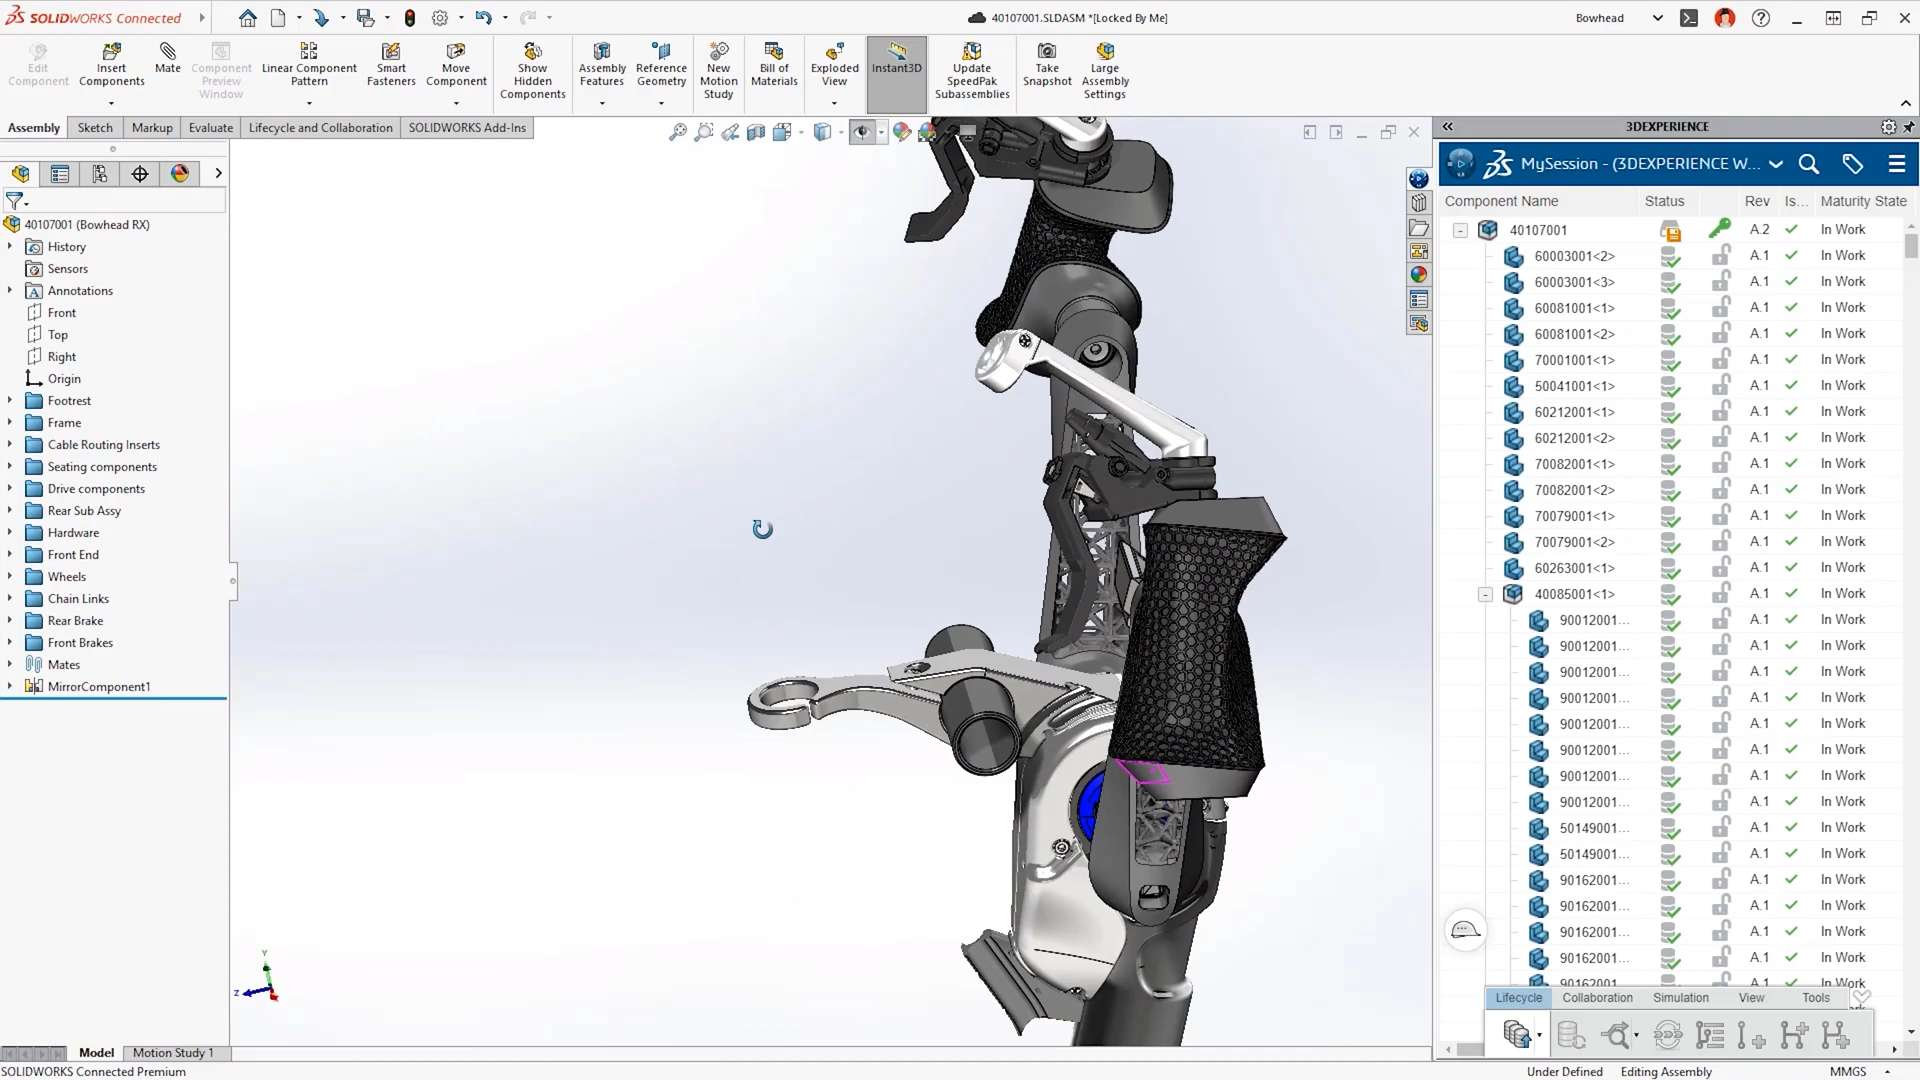 SOLIDWORKS Connected
40107001.SLDASM *[Locked By Me]
Bowhead
Edit Component
Insert Components
Mate
Component Preview Window
Linear Component Pattern
Smart Fasteners
Move Component
Show Hidden Components
Assembly Features
Reference Geometry
New Motion Study
Bill of Materials
Exploded View
Instant3D
Update SpeedPak Subassemblies
Take Snapshot
Large Assembly Settings
Assembly Sketch Markup Evaluate Lifecycle and Collaboration SOLIDWORKS Add-Ins
3DEXPERIENCE
MySession - (3DEXPERIENCE W...
Component Name Status Rev Is... Maturity State
40107001 (Bowhead RX)
History
Sensors
Annotations
Front
Top
Right
Origin
Footrest
Frame
Cable Routing Inserts
Seating components
Drive components
Rear Sub Assy
Hardware
Front End
Wheels
Chain Links
Rear Brake
Front Brakes
Mates
MirrorComponent1
40107001 A.2 In Work
60003001<2> A.1 In Work
60003001<3> A.1 In Work
60081001<1> A.1 In Work
60081001<2> A.1 In Work
70001001<1> A.1 In Work
50041001<1> A.1 In Work
60212001<1> A.1 In Work
60212001<2> A.1 In Work
70082001<1> A.1 In Work
70082001<2> A.1 In Work
70079001<1> A.1 In Work
70079001<2> A.1 In Work
60263001<1> A.1 In Work
40085001<1> A.1 In Work
90012001... A.1 In Work
90012001... A.1 In Work
90012001... A.1 In Work
90012001... A.1 In Work
90012001... A.1 In Work
90012001... A.1 In Work
90012001... A.1 In Work
90012001... A.1 In Work
50149001... A.1 In Work
50149001... A.1 In Work
90162001... A.1 In Work
90162001... A.1 In Work
90162001... A.1 In Work
90162001... A.1 In Work
90162001... A.1 In Work
Lifecycle Collaboration Simulation View Tools
Y
Z
Model Motion Study 1
SOLIDWORKS Connected Premium
Under Defined Editing Assembly MMGS